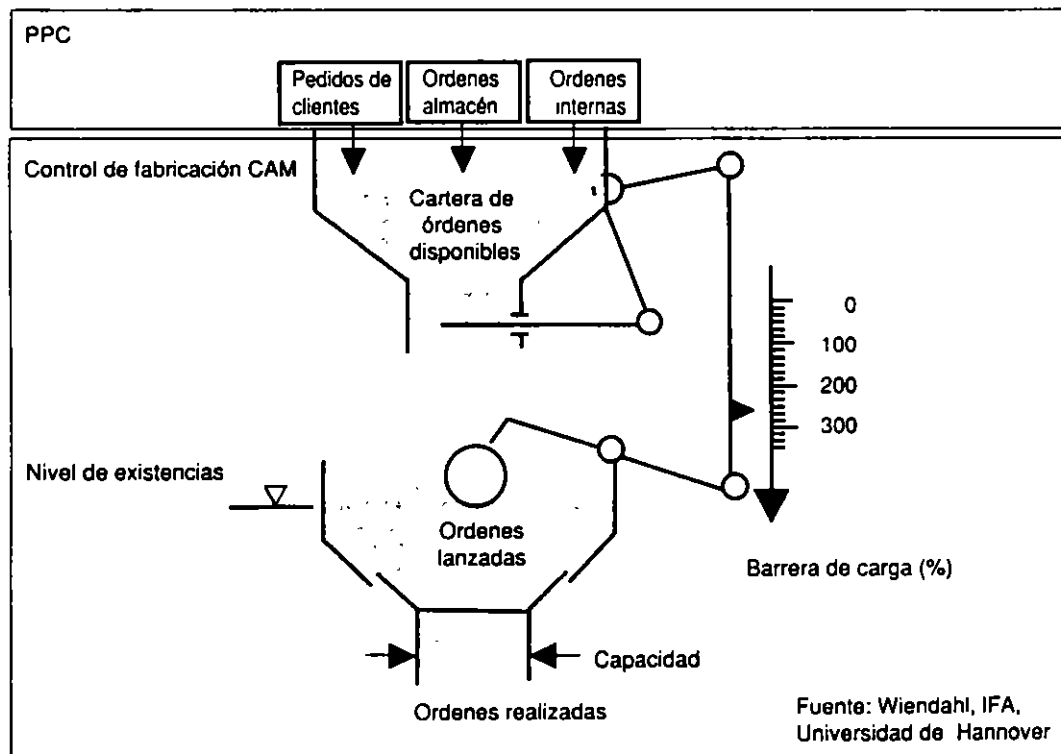 PPC
Pedidos de
clientes
Ordenes
almacén
Ordenes
internas
Control de fabricación CAM
Cartera de
órdenes
disponibles
0
100
200
300
Nivel de existencias
Ordenes
lanzadas
Barrera de carga (%)
Capacidad
Ordenes realizadas
Fuente: Wiendahl, IFA,
Universidad de Hannover